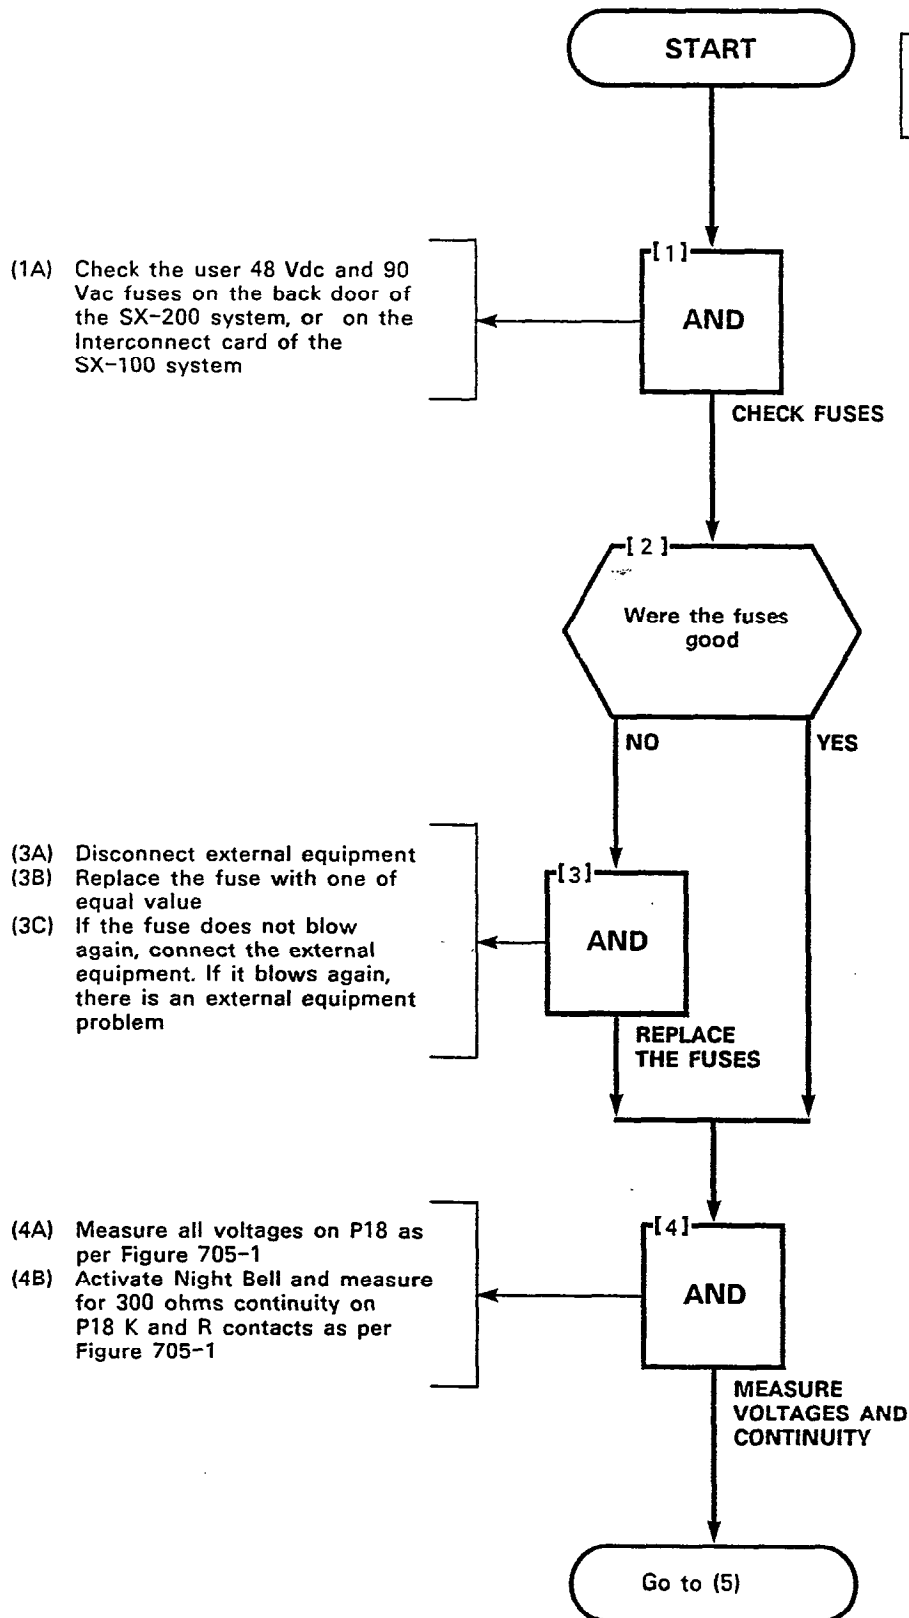 START
[1]
AND
(1A) Check the user 48 Vdc and 90
Vac fuses on the back door of
the SX-200 system, or on the
Interconnect card of the
SX-100 system
CHECK FUSES
[2]
Were the fuses
good
NO
YES
(3A) Disconnect external equipment
(3B) Replace the fuse with one of
equal value
(3C) If the fuse does not blow
again, connect the external
equipment. If it blows again,
there is an external equipment
problem
[3]
AND
REPLACE
THE FUSES
(4A) Measure all voltages on P18 as
per Figure 705-1
(4B) Activate Night Bell and measure
for 300 ohms continuity on
P18 K and R contacts as per
Figure 705-1
[4]
AND
MEASURE
VOLTAGES AND
CONTINUITY
Go to (5)